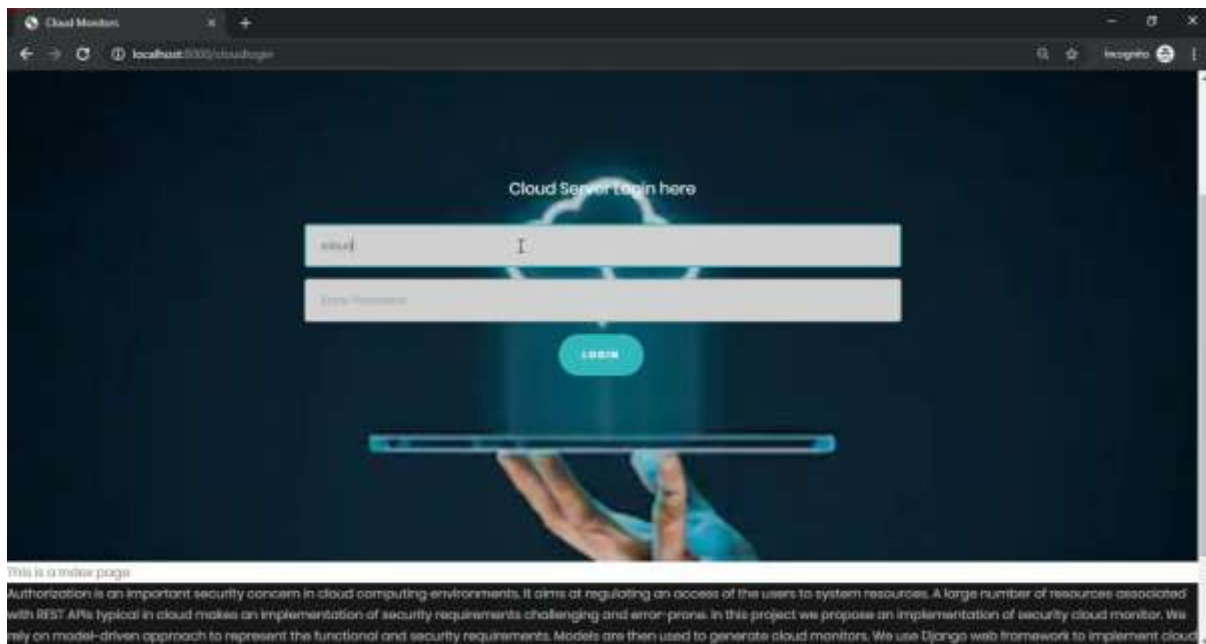 Cloud Monitors
localhost:8000/cloudlogin
Incognito
Cloud Server Login here
cloud
Enter Password
LOGIN
This is a Index page
Authorization is an important security concern in cloud computing environments. It aims at regulating an access of the users to system resources. A large number of resources associated
with REST APIs typical in cloud makes an implementation of security requirements challenging and error-prone. In this project we propose an implementation of security cloud monitor. We
rely on model-driven approach to represent the functional and security requirements. Models are then used to generate cloud monitors. We use Django web framework to